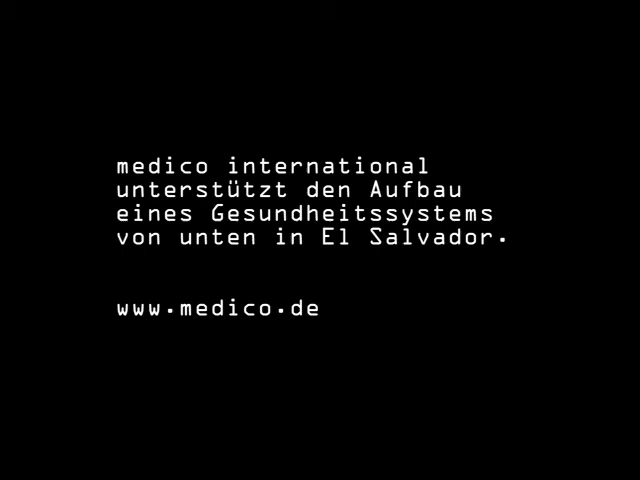 medico international
unterstützt den Aufbau
eines Gesundheitssystems
von unten in El Salvador.
www.medico.de